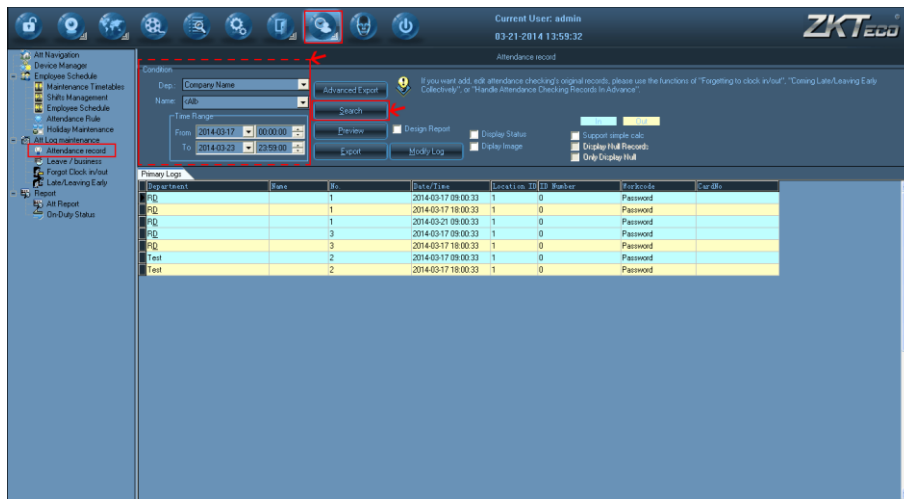 Current User: admin
03-21-2014 13:59:32
ZKTeco
Att Navigation
Device Manager
Employee Schedule
Maintenance Timetables
Shifts Management
Employee Schedule
Attendance Rule
Holiday Maintenance
Att Log maintenance
Attendance record
Leave / business
Forgot Clock in/out
Late/Leaving Early
Report
Att Report
On-Duty Status
Attendance record
Condition
Dep.: Company Name
Name: <All>
Time Range
From 2014-03-17 00:00:00
To 2014-03-23 23:59:00
Advanced Export
Search
Preview
Export
Design Report
Modify Log
If you want add, edit attendance checking's original records, please use the functions of "Forgetting to clock in/out", "Coming Late/Leaving Early
Collectively", or "Handle Attendance Checking Records In Advance".
Display Status
Diplay Image
In Out
Support simple calc
Display Null Records
Only Display Null
Primary Logs
Department Name No. Date/Time Location ID ID Number Workcode CardNo
RD 1 2014-03-17 09:00:33 1 0 Password
RD 1 2014-03-17 18:00:33 1 0 Password
RD 1 2014-03-21 09:00:33 1 0 Password
RD 3 2014-03-17 09:00:33 1 0 Password
RD 3 2014-03-17 18:00:33 1 0 Password
Test 2 2014-03-17 09:00:33 1 0 Password
Test 2 2014-03-17 18:00:33 1 0 Password